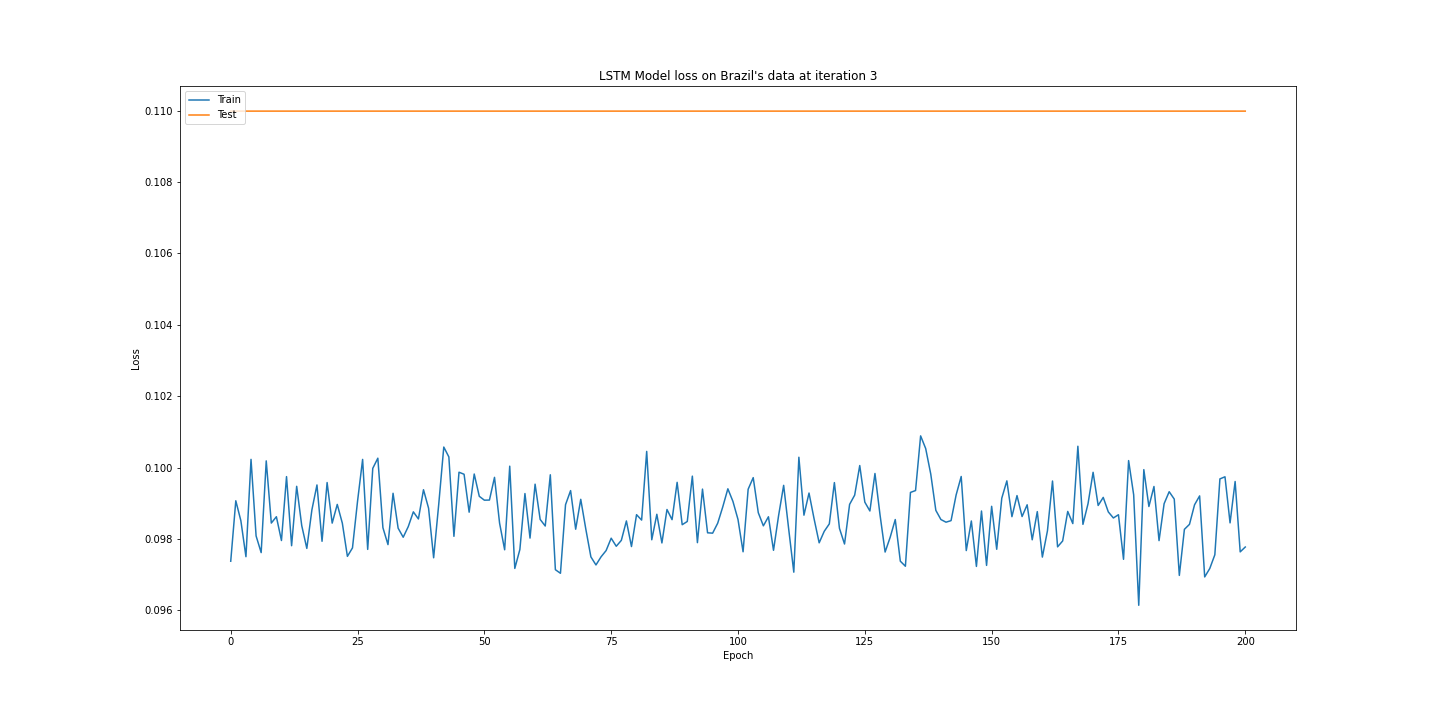 LSTM Model loss on Brazil's data at iteration 3
Train
Test
0.110
0.108
0.106
0.104
0.102
0.100
0.098
0.096
Loss
0 25 50 75 100 125 150 175 200
Epoch